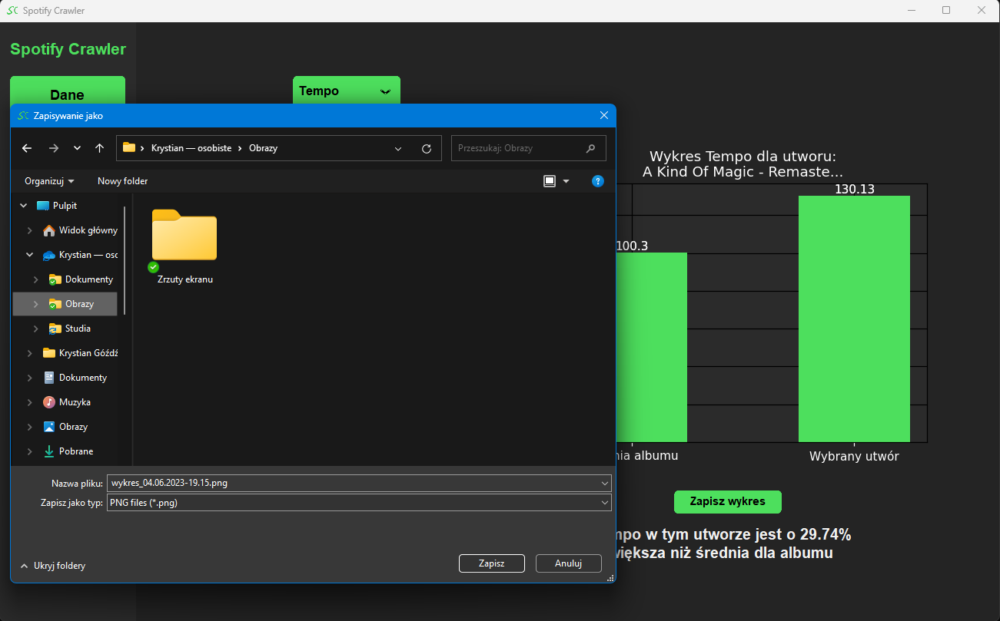 Spotify Crawler
Spotify Crawler
Dane
Tempo
Zapisywanie jako
Krystian — osobiste
Obrazy
Przeszukaj: Obrazy
Organizuj
Nowy folder
Pulpit
Widok główny
Krystian — oso
Dokumenty
Obrazy
Studia
Krystian Góźdź
Dokumenty
Muzyka
Obrazy
Pobrane
Zrzuty ekranu
Nazwa pliku:
wykres_04.06.2023-19.15.png
Zapisz jako typ:
PNG files (*.png)
Ukryj foldery
Zapisz
Anuluj
Wykres Tempo dla utworu:
A Kind Of Magic - Remaste...
130.13
100.3
nia albumu
Wybrany utwór
Zapisz wykres
mpo w tym utworze jest o 29.74%
większa niż średnia dla albumu